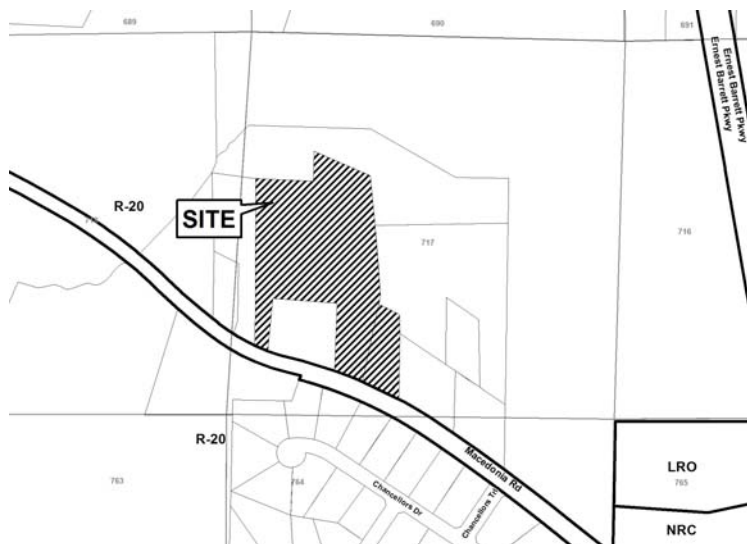 689
690
691
Ernest Barrett Pkwy
Ernest Barrett Pkwy
R-20
SITE
717
716
R-20
Macedonia Rd
LRO
763
764
765
Chancellors Dr
Chancellors Trl
NRC